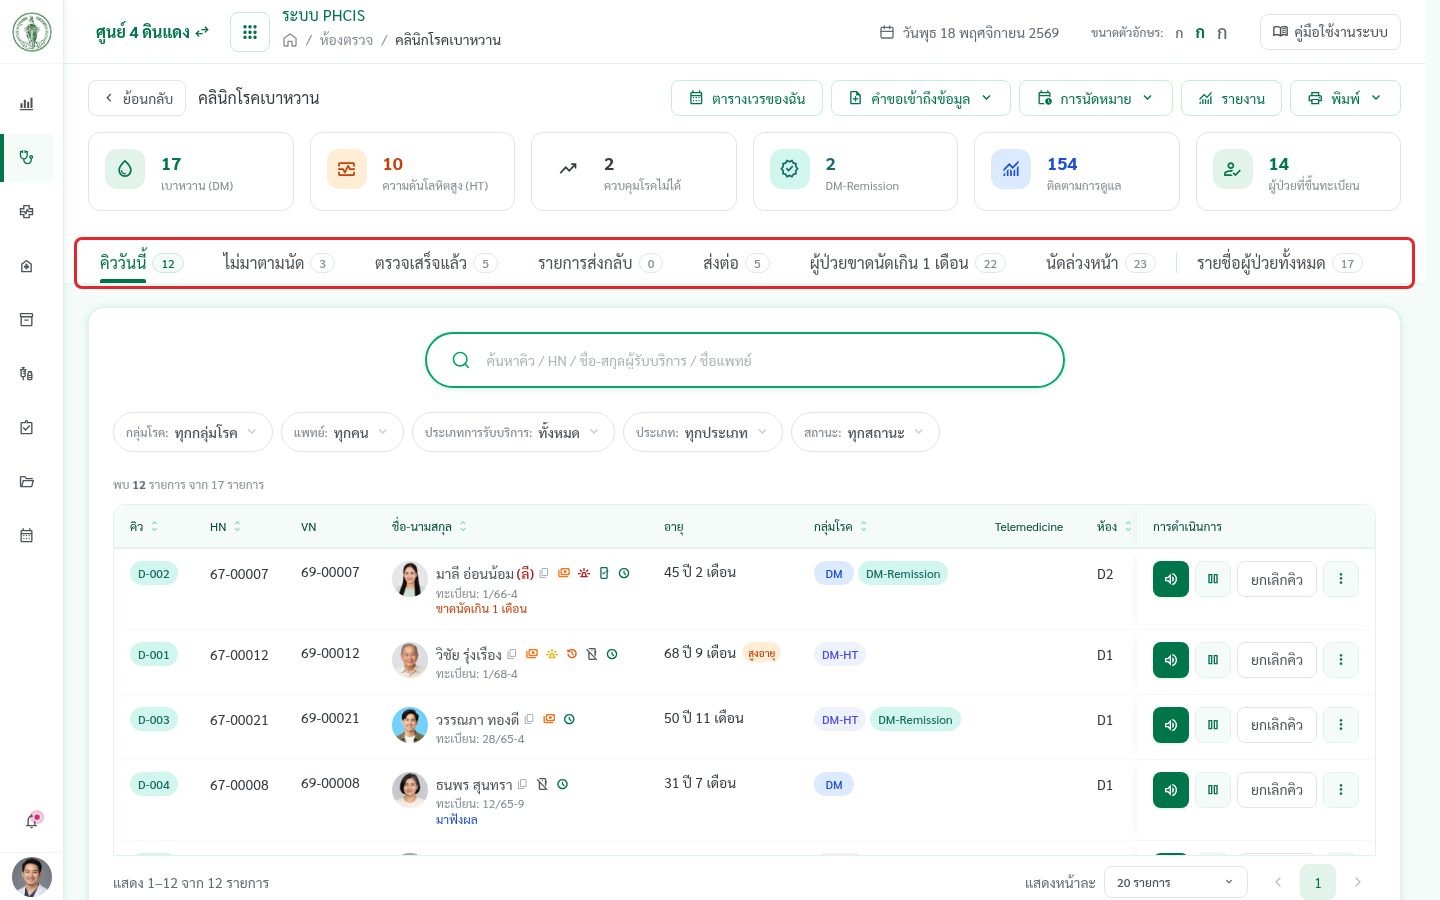 ศูนย์ 4 ดินแดง
ระบบ PHCIS
/ ห้องตรวจ / คลินิกโรคเบาหวาน
วันพุธ 18 พฤศจิกายน 2569
ขนาดตัวอักษร: ก ก ก
คู่มือใช้งานระบบ
ย้อนกลับ
คลินิกโรคเบาหวาน
ตารางเวรของฉัน
คำขอเข้าถึงข้อมูล
การนัดหมาย
รายงาน
พิมพ์
17
เบาหวาน (DM)
10
ความดันโลหิตสูง (HT)
2
ควบคุมโรคไม่ได้
2
DM-Remission
154
ติดตามการดูแล
14
ผู้ป่วยที่ขึ้นทะเบียน
คิววันนี้ 12
ไม่มาตามนัด 3
ตรวจเสร็จแล้ว 5
รายการส่งกลับ 0
ส่งต่อ 5
ผู้ป่วยขาดนัดเกิน 1 เดือน 22
นัดล่วงหน้า 23
รายชื่อผู้ป่วยทั้งหมด 17
ค้นหาคิว / HN / ชื่อ-สกุลผู้รับบริการ / ชื่อแพทย์
กลุ่มโรค: ทุกกลุ่มโรค
แพทย์: ทุกคน
ประเภทการรับบริการ: ทั้งหมด
ประเภท: ทุกประเภท
สถานะ: ทุกสถานะ
พบ 12 รายการ จาก 17 รายการ
คิว HN VN ชื่อ-นามสกุล อายุ กลุ่มโรค Telemedicine ห้อง การดำเนินการ
D-002 67-00007 69-00007 มาลี อ่อนน้อม (ลี) 45 ปี 2 เดือน DM DM-Remission D2 ยกเลิกคิว
ทะเบียน: 1/66-4
ขาดนัดเกิน 1 เดือน
D-001 67-00012 69-00012 วิชัย รุ่งเรือง 68 ปี 9 เดือน สูงอายุ DM-HT D1 ยกเลิกคิว
ทะเบียน: 1/68-4
D-003 67-00021 69-00021 วรรณภา ทองดี 50 ปี 11 เดือน DM-HT DM-Remission D1 ยกเลิกคิว
ทะเบียน: 28/65-4
D-004 67-00008 69-00008 ธนพร สุนทรา 31 ปี 7 เดือน DM D1 ยกเลิกคิว
ทะเบียน: 12/65-9
มาฟังผล
แสดง 1–12 จาก 12 รายการ
แสดงหน้าละ 20 รายการ
1